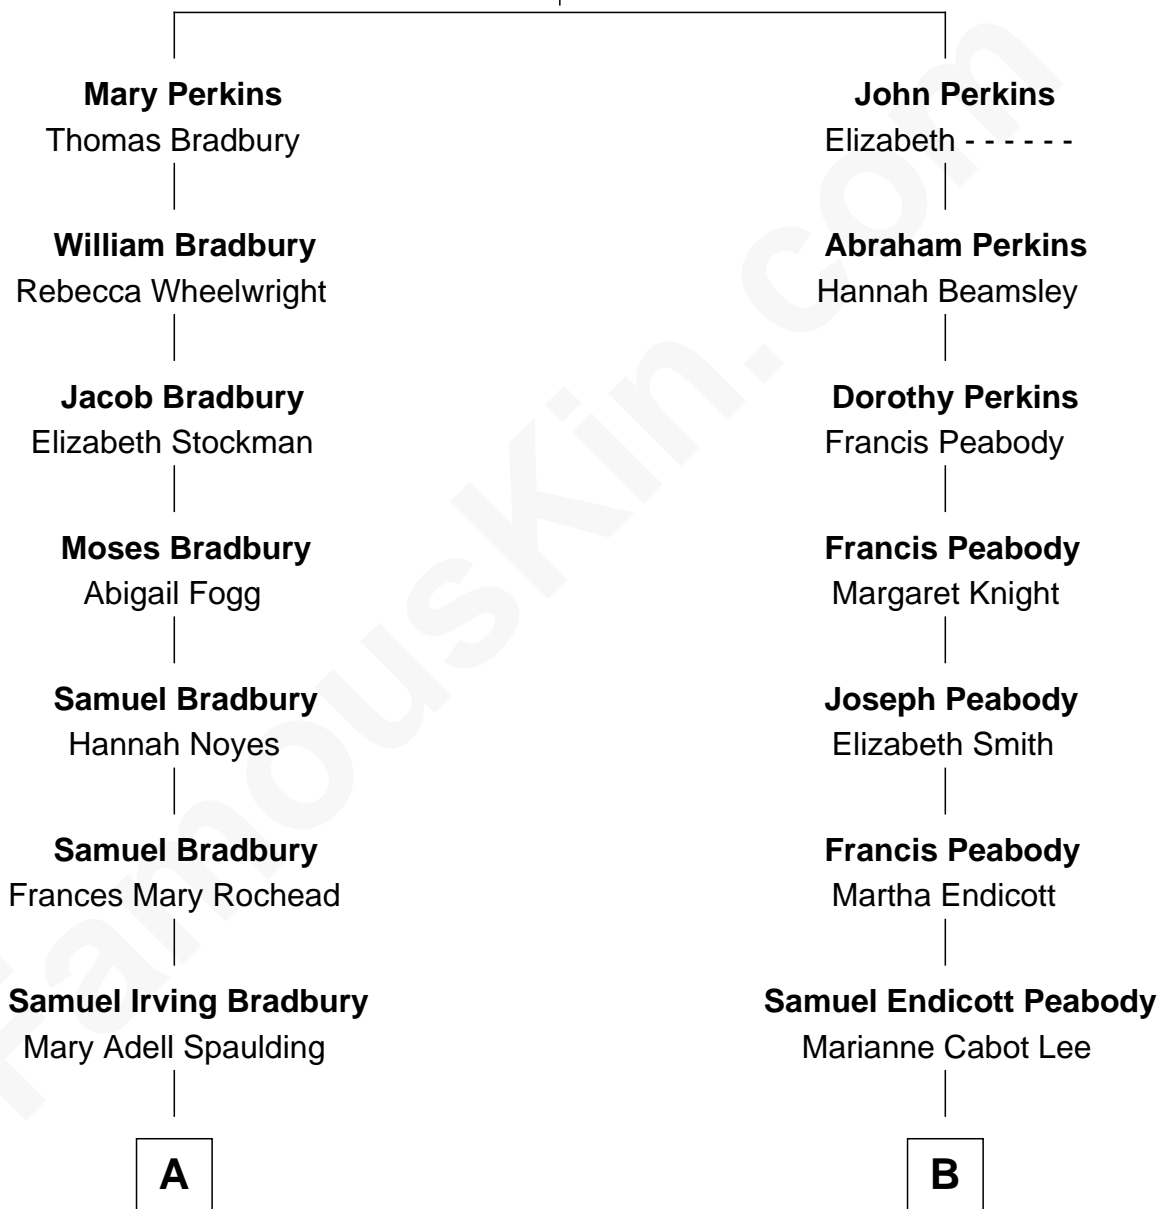 Mary Perkins
Thomas Bradbury
William Bradbury
Rebecca Wheelwright
Jacob Bradbury
Elizabeth Stockman
Moses Bradbury
Abigail Fogg
Samuel Bradbury
Hannah Noyes
Samuel Bradbury
Frances Mary Rochead
Samuel Irving Bradbury
Mary Adell Spaulding
A
John Perkins
Elizabeth - - - - - -
Abraham Perkins
Hannah Beamsley
Dorothy Perkins
Francis Peabody
Francis Peabody
Margaret Knight
Joseph Peabody
Elizabeth Smith
Francis Peabody
Martha Endicott
Samuel Endicott Peabody
Marianne Cabot Lee
B
FamousKin.com